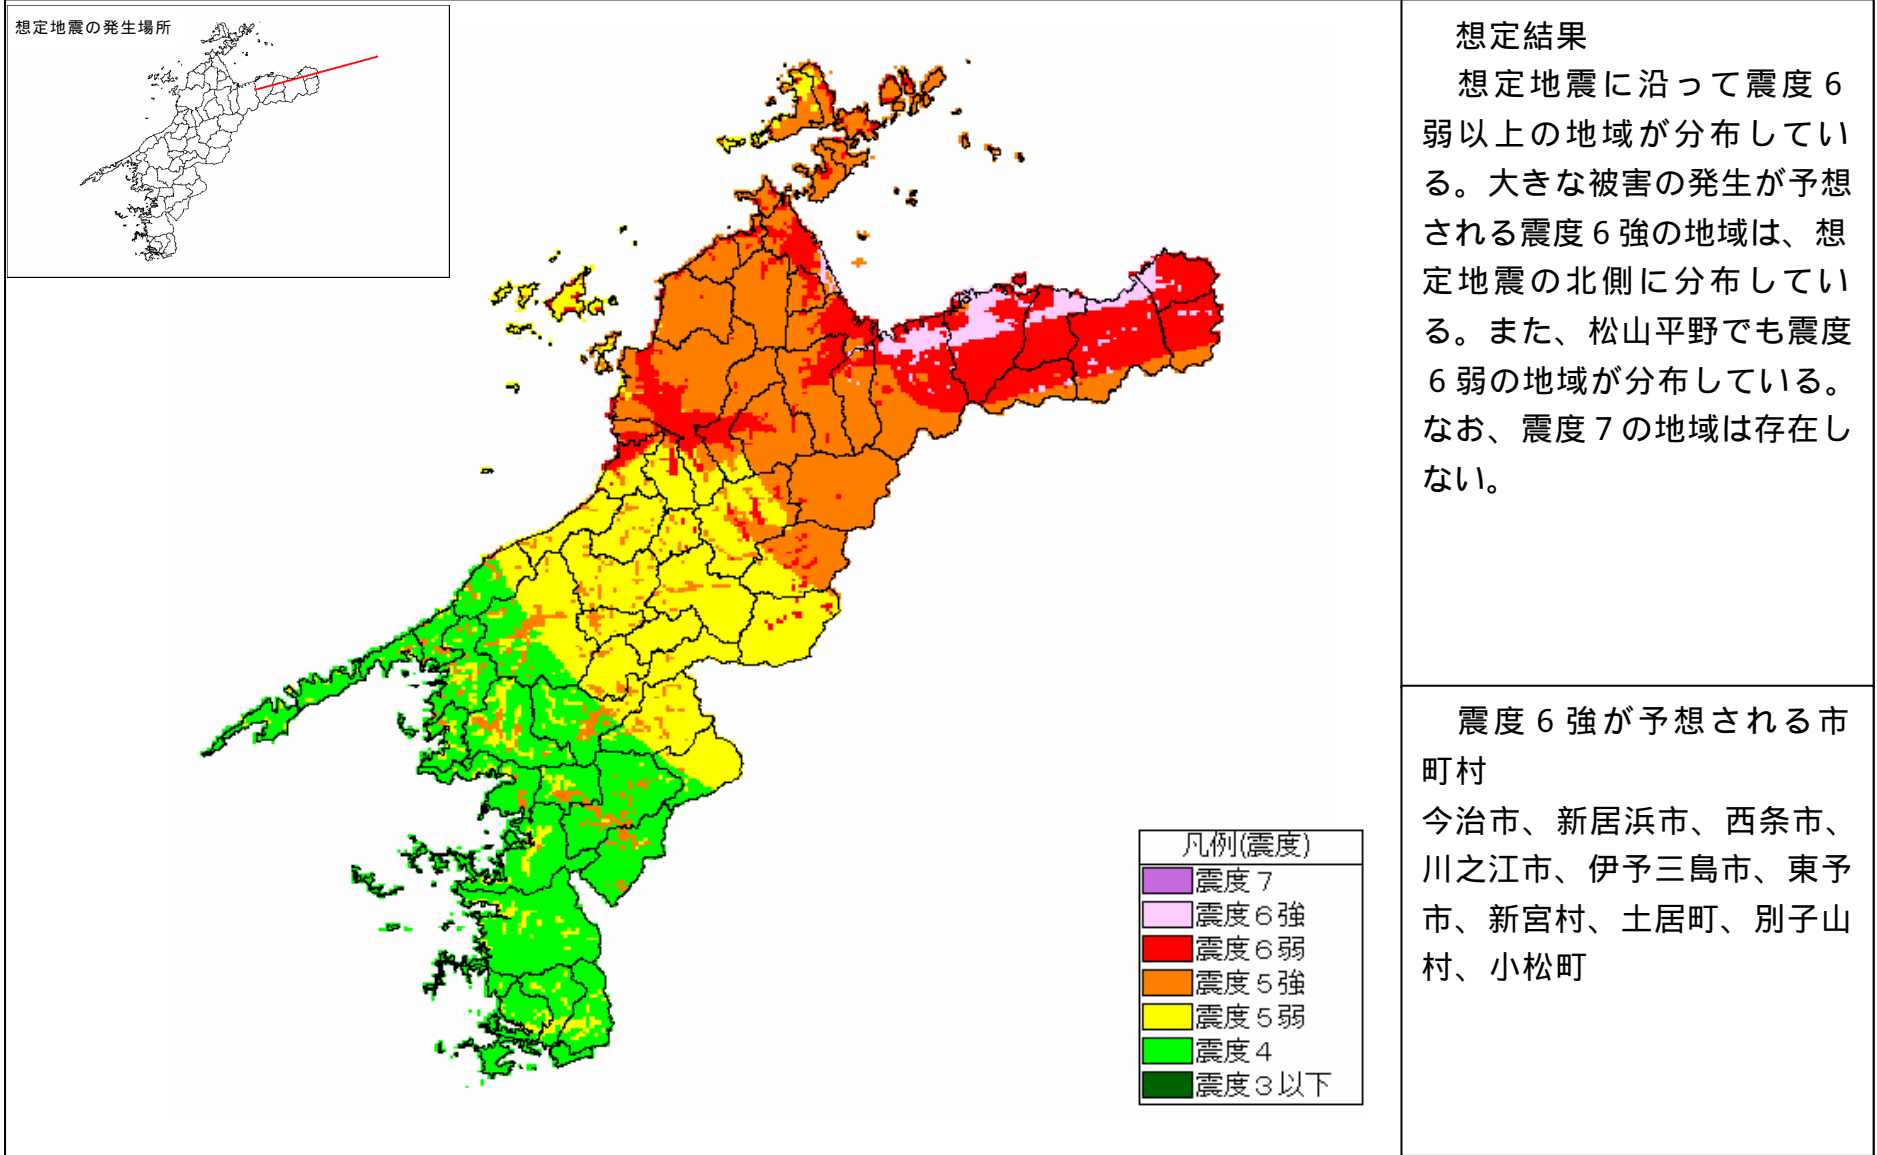 想定地震の発生場所
想定結果
想定地震に沿って震度6
弱以上の地域が分布してい
る。大きな被害の発生が予想
される震度6強の地域は、想
定地震の北側に分布してい
る。また、松山平野でも震度
6弱の地域が分布している。
なお、震度7の地域は存在し
ない。
震度6強が予想される市
町村
今治市、新居浜市、西条市、
川之江市、伊予三島市、東予
市、新宮村、土居町、別子山
村、小松町
凡例(震度)
震度7
震度6強
震度6弱
震度5強
震度5弱
震度4
震度3以下